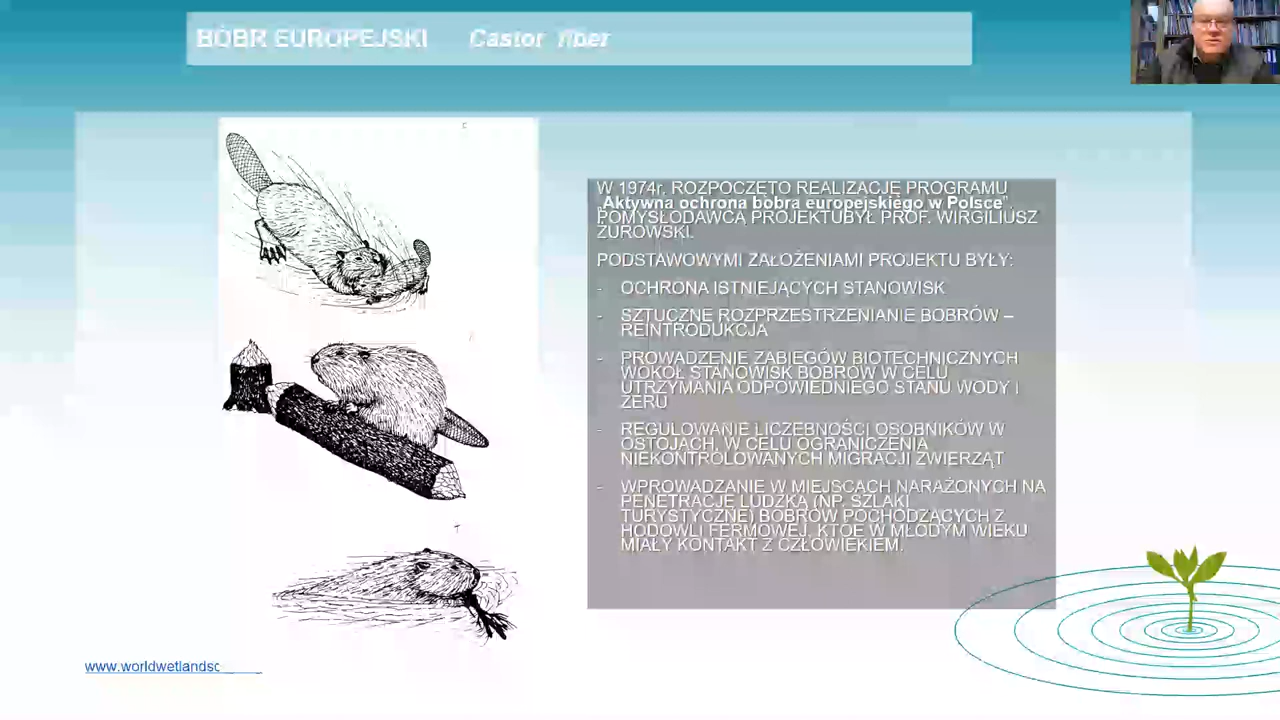 BÓBR EUROPEJSKI Castor fiber
W 1974r. ROZPOCZĘTO REALIZACJĘ PROGRAMU
„Aktywna ochrona bobra europejskiego w Polsce”.
POMYSŁODAWCĄ PROJEKTUBYŁ PROF. WIRGILIUSZ
ŻUROWSKI.
PODSTAWOWYMI ZAŁOŻENIAMI PROJEKTU BYŁY:
- OCHRONA ISTNIEJĄCYCH STANOWISK
- SZTUCZNE ROZPRZESTRZENIANIE BOBRÓW –
REINTRODUKCJA
- PROWADZENIE ZABIEGÓW BIOTECHNICZNYCH
WOKÓŁ STANOWISK BOBRÓW W CELU
UTRZYMANIA ODPOWIEDNIEGO STANU WODY I
ŻERU
- REGULOWANIE LICZEBNOŚCI OSOBNIKÓW W
OSTOJACH, W CELU OGRANICZENIA
NIEKONTROLOWANYCH MIGRACJI ZWIERZĄT
- WPROWADZANIE W MIEJSCACH NARAŻONYCH NA
PENETRACJĘ LUDZKĄ (NP. SZLAKI
TURYSTYCZNE) BOBRÓW POCHODZĄCYCH Z
HODOWLI FERMOWEJ, KTÓE W MŁODYM WIEKU
MIAŁY KONTAKT Z CZŁOWIEKIEM.
www.worldwetlandsc